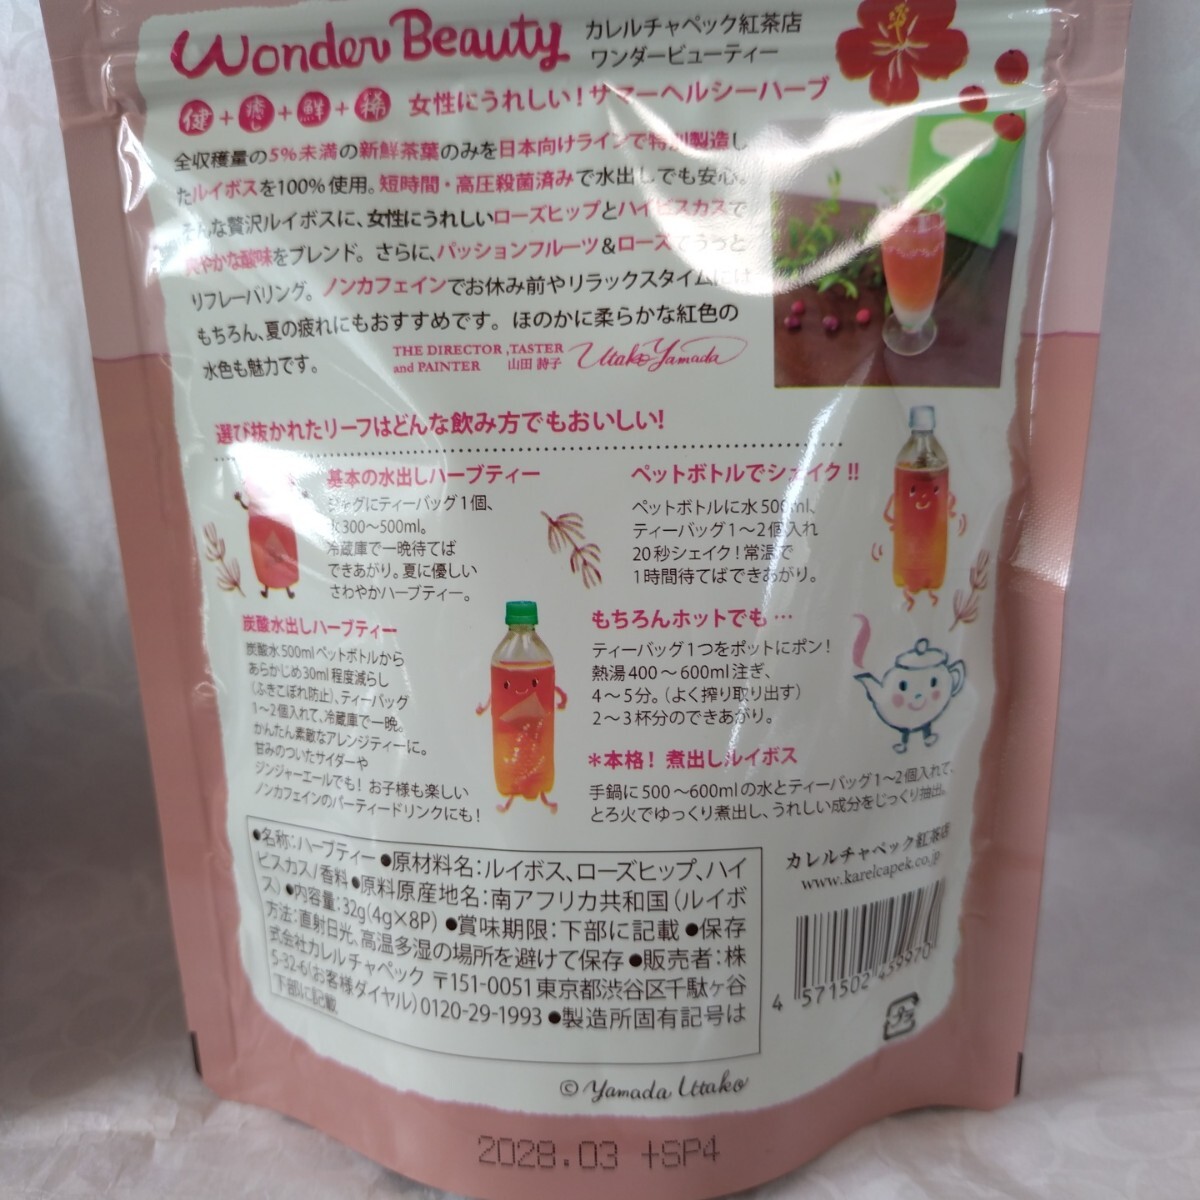 Wonder Beauty
カレルチャペック紅茶店
ワンダービューティー
健+癒し+鮮+稀 女性にうれしい!サマーヘルシーハーブ
全収穫量の5%未満の新鮮茶葉のみを日本向けラインで特別製造し
たルイボスを100%使用。短時間・高圧殺菌済みで水出しでも安心。
そんな贅沢ルイボスに、女性にうれしいローズヒップとハイビスカスで
爽やかな酸味をブレンド。さらに、パッションフルーツ&ローズでうっと
りフレーバリング。ノンカフェインでお休み前やリラックスタイムには
もちろん、夏の疲れにもおすすめです。ほのかに柔らかな紅色の
水色も魅力です。
THE DIRECTOR ,TASTER
and PAINTER 山田 詩子
Utako Yamada
選び抜かれたリーフはどんな飲み方でもおいしい!
基本の水出しハーブティー
ジャグにティーバッグ1個、
水300〜500ml。
冷蔵庫で一晩待てば
できあがり。夏に優しい
さわやかハーブティー。
ペットボトルでシェイク!!
ペットボトルに水500ml、
ティーバッグ1〜2個入れ
20秒シェイク!常温で
1時間待てばできあがり。
炭酸水出しハーブティー
炭酸水500mlペットボトルから
あらかじめ30ml程度減らし
(ふきこぼれ防止)、ティーバッグ
1〜2個入れて、冷蔵庫で一晩。
かんたん素敵なアレンジティーに。
甘みのついたサイダーや
ジンジャーエールでも! お子様も楽しい
ノンカフェインのパーティードリンクにも!
もちろんホットでも…
ティーバッグ1つをポットにポン!
熱湯400〜600ml注ぎ、
4〜5分。(よく搾り取り出す)
2〜3杯分のできあがり。
*本格! 煮出しルイボス
手鍋に500〜600mlの水とティーバッグ1〜2個入れて、
とろ火でゆっくり煮出し、うれしい成分をじっくり抽出。
●名称:ハーブティー ●原材料名:ルイボス、ローズヒップ、ハイ
ビスカス/香料 ●原料原産地名:南アフリカ共和国(ルイボ
ス) ●内容量:32g(4g×8P) ●賞味期限:下部に記載 ●保存
方法:直射日光、高温多湿の場所を避けて保存 ●販売者:株
式会社カレルチャペック 〒151-0051東京都渋谷区千駄ヶ谷
5-32-6(お客様ダイヤル)0120-29-1993 ●製造所固有記号は
下部に記載
カレルチャペック紅茶店
www.karelcapek.co.jp
4 571502 459970
© Yamada Utako
2028.03 +SP4